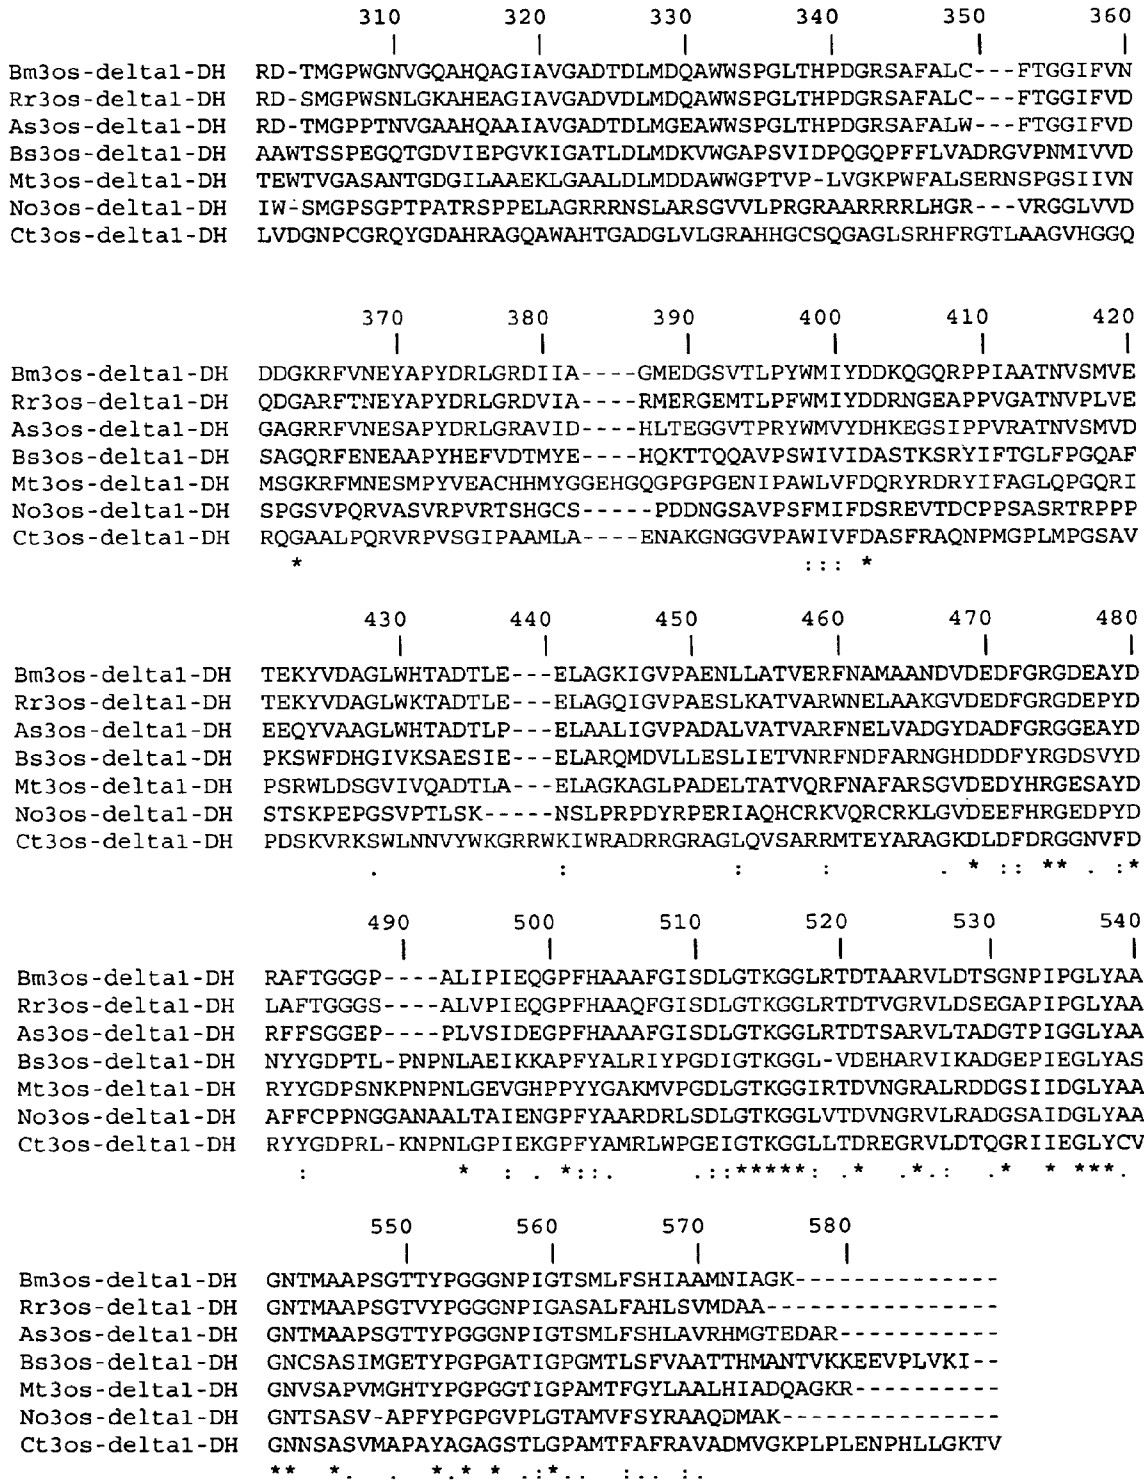 310 320 330 340 350 360
| | | | | |
Bm3os-delta1-DH RD-TMGPWGNVGQAHQAGIAVGADTDLMDQAWWSPGLTHPDGRSAFALC---FTGGIFVN
Rr3os-delta1-DH RD-SMGPWSNLGKAHEAGIAVGADVDLMDQAWWSPGLTHPDGRSAFALC---FTGGIFVD
As3os-delta1-DH RD-TMGPPTNVGAAHQAAIAVGADTDLMGEAWWSPGLTHPDGRSAFALW---FTGGIFVD
Bs3os-delta1-DH AAWTSSPEGQTGDVIEPGVKIGATLDLMDKVWGAPSVIDPQGQPFFLVADRGVPNMIVVD
Mt3os-delta1-DH TEWTVGASANTGDGILAAEKLGAALDLMDDAWWGPTVP-LVGKPWFALSERNSPGSIIVN
No3os-delta1-DH IW-SMGPSGPTPATRSPPELAGRRRNSLARSGVVLPRGRAARRRRLHGR---VRGGLVVD
Ct3os-delta1-DH LVDGNPCGRQYGDAHRAGQAWAHTGADGLVLGRAHHGCSQGAGLSRHFRGTLAAGVHGGQ
370 380 390 400 410 420
| | | | | |
Bm3os-delta1-DH DDGKRFVNEYAPYDRLGRDIIA----GMEDGSVTLPYWMIYDDKQGQRPPIAATNVSMVE
Rr3os-delta1-DH QDGARFTNEYAPYDRLGRDVIA----RMERGEMTLPFWMIYDDRNGEAPPVGATNVPLVE
As3os-delta1-DH GAGRRFVNESAPYDRLGRAVID----HLTEGGVTPRYWMVYDHKEGSIPPVRATNVSMVD
Bs3os-delta1-DH SAGQRFENEAAPYHEFVDTMYE----HQKTTQQAVPSWIVIDASTKSRYIFTGLFPGQAF
Mt3os-delta1-DH MSGKRFMNESMPYVEACHHMYGGEHGQGPGPGENIPAWLVFDQRYRDRYIFAGLQPGQRI
No3os-delta1-DH SPGSVPQRVASVRPVRTSHGCS-----PDDNGSAVPSFMIFDSREVTDCPPSASRTRPPP
Ct3os-delta1-DH RQGAALPQRVRPVSGIPAAMLA----ENAKGNGGVPAWIVFDASFRAQNPMGPLMPGSAV
* ::: *
430 440 450 460 470 480
| | | | | |
Bm3os-delta1-DH TEKYVDAGLWHTADTLE---ELAGKIGVPAENLLATVERFNAMAANDVDEDFGRGDEAYD
Rr3os-delta1-DH TEKYVDAGLWKTADTLE---ELAGQIGVPAESLKATVARWNELAAKGVDEDFGRGDEPYD
As3os-delta1-DH EEQYVAAGLWHTADTLP---ELAALIGVPADALVATVARFNELVADGYDADFGRGGEAYD
Bs3os-delta1-DH PKSWFDHGIVKSAESIE---ELARQMDVLLESLIETVNRFNDFARNGHDDDFYRGDSVYD
Mt3os-delta1-DH PSRWLDSGVIVQADTLA---ELAGKAGLPADELTATVQRFNAFARSGVDEDYHRGESAYD
No3os-delta1-DH STSKPEPGSVPTLSK-----NSLPRPDYRPERIAQHCRKVQRCRKLGVDEEFHRGEDPYD
Ct3os-delta1-DH PDSKVRKSWLNNVYWKGRRWKIWRADRRGRAGLQVSARRMTEYARAGKDLDFDRGGNVFD
. : : : . * :: ** . :*
490 500 510 520 530 540
| | | | | |
Bm3os-delta1-DH RAFTGGGP----ALIPIEQGPFHAAAFGISDLGTKGGLRTDTAARVLDTSGNPIPGLYAA
Rr3os-delta1-DH LAFTGGGS----ALVPIEQGPFHAAQFGISDLGTKGGLRTDTVGRVLDSEGAPIPGLYAA
As3os-delta1-DH RFFSGGEP----PLVSIDEGPFHAAAFGISDLGTKGGLRTDTSARVLTADGTPIGGLYAA
Bs3os-delta1-DH NYYGDPTL-PNPNLAEIKKAPFYALRIYPGDIGTKGGL-VDEHARVIKADGEPIEGLYAS
Mt3os-delta1-DH RYYGDPSNKPNPNLGEVGHPPYYGAKMVPGDLGTKGGIRTDVNGRALRDDGSIIDGLYAA
No3os-delta1-DH AFFCPPNGGANAALTAIENGPFYAARDRLSDLGTKGGLVTDVNGRVLRADGSAIDGLYAA
Ct3os-delta1-DH RYYGDPRL-KNPNLGPIEKGPFYAMRLWPGEIGTKGGLLTDREGRVLDTQGRIIEGLYCV
: * : . *::. .::*****: .* .*.: .* * ***.
550 560 570 580
| | | |
Bm3os-delta1-DH GNTMAAPSGTTYPGGGNPIGTSMLFSHIAAMNIAGK--------------
Rr3os-delta1-DH GNTMAAPSGTVYPGGGNPIGASALFAHLSVMDAA----------------
As3os-delta1-DH GNTMAAPSGTTYPGGGNPIGTSMLFSHLAVRHMGTEDAR-----------
Bs3os-delta1-DH GNCSASIMGETYPGPGATIGPGMTLSFVAATTHMANTVKKEEVPLVKI--
Mt3os-delta1-DH GNVSAPVMGHTYPGPGGTIGPAMTFGYLAALHIADQAGKR----------
No3os-delta1-DH GNTSASV-APFYPGPGVPLGTAMVFSYRAAQDMAK---------------
Ct3os-delta1-DH GNNSASVMAPAYAGAGSTLGPAMTFAFRAVADMVGKPLPLENPHLLGKTV
** *. . *.* * .:*.. :.. :.